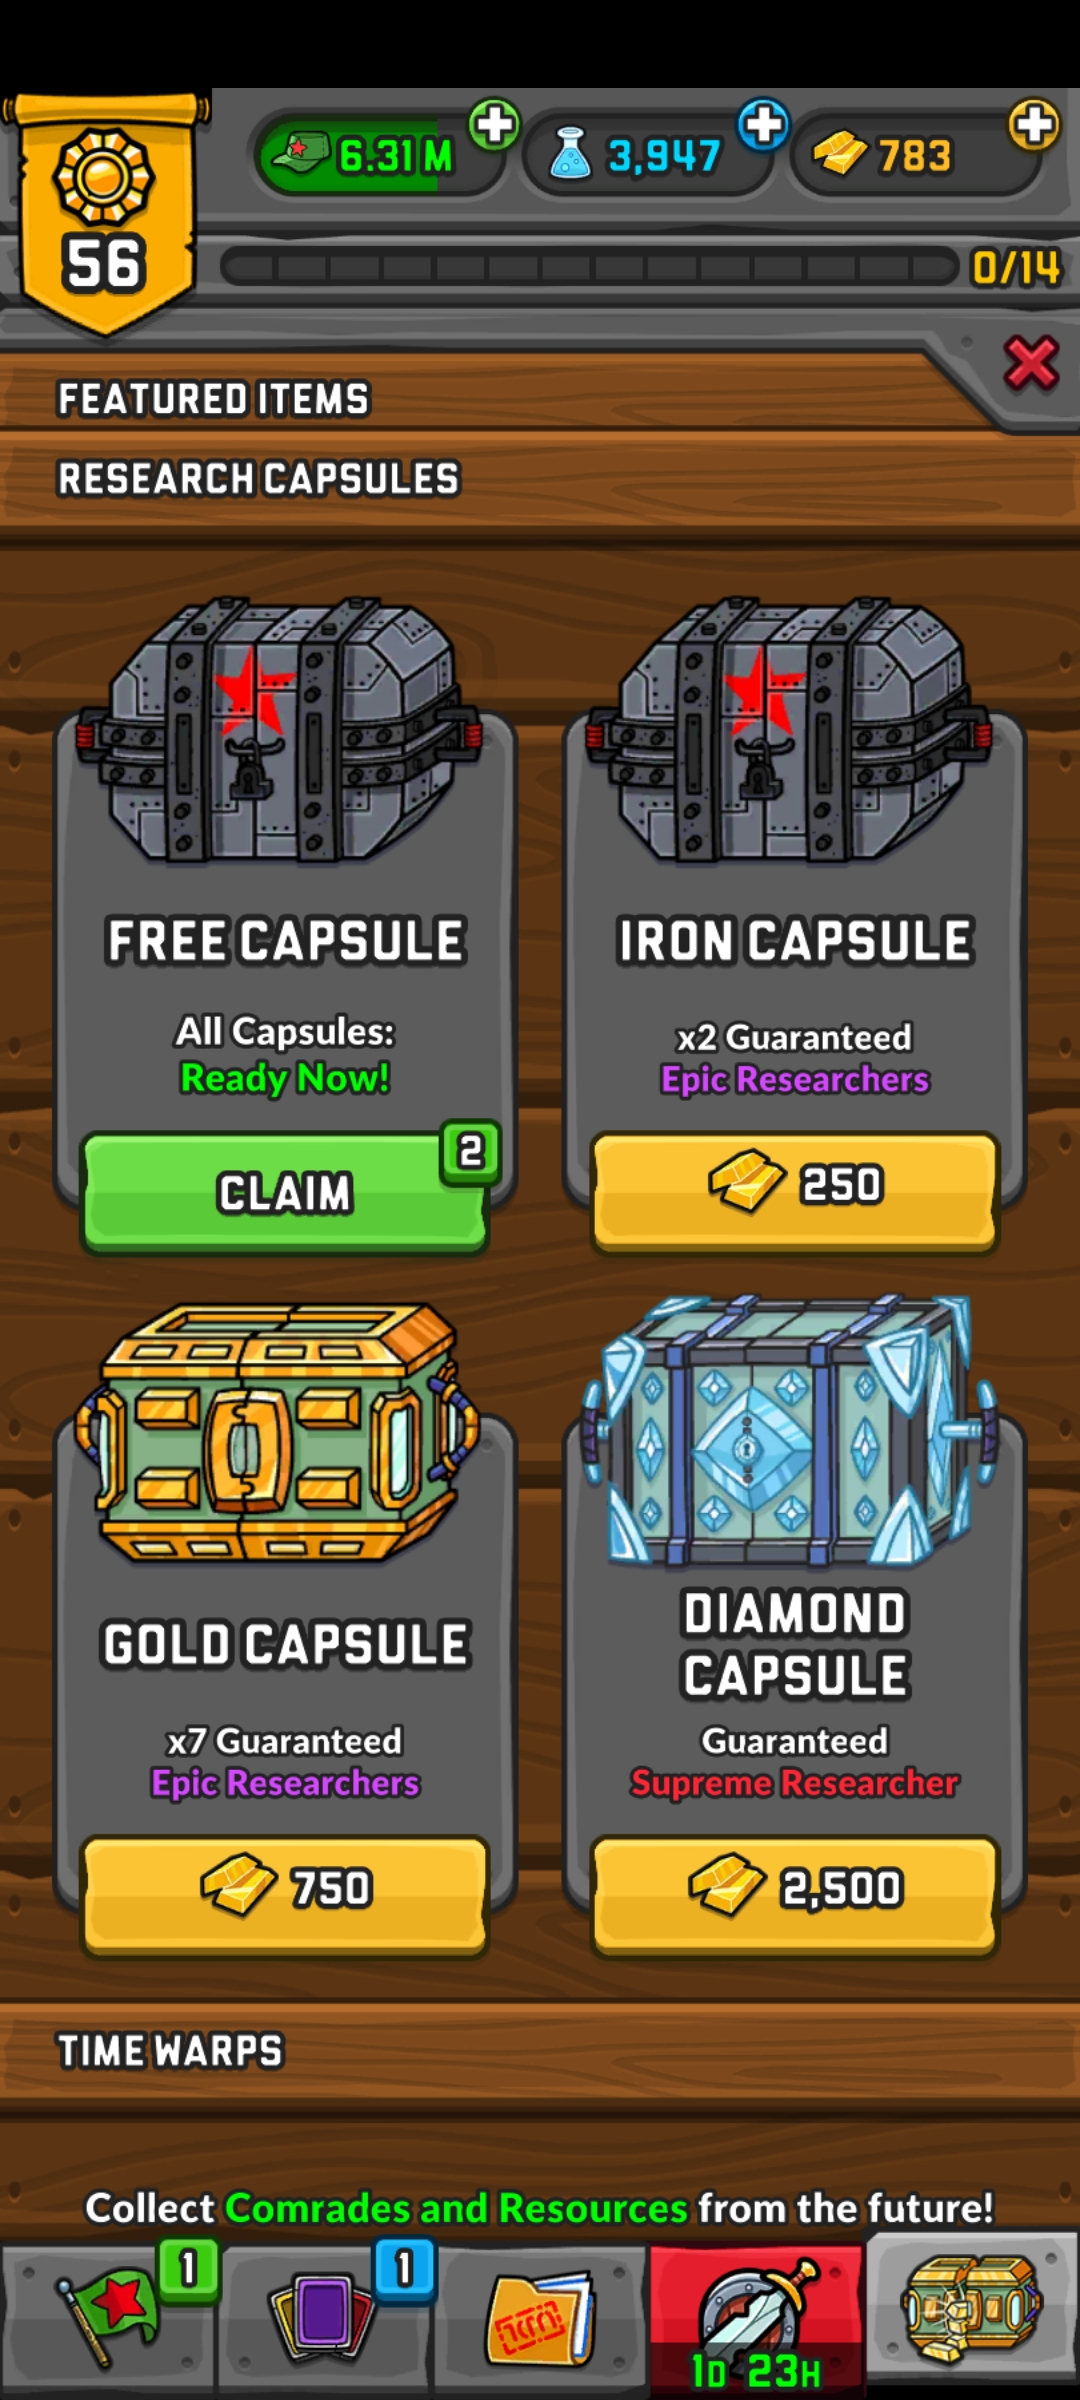 6.31M
3,947
783
56
0/14
FEATURED ITEMS
RESEARCH CAPSULES
FREE CAPSULE
All Capsules:
Ready Now!
2
CLAIM
IRON CAPSULE
x2 Guaranteed
Epic Researchers
250
GOLD CAPSULE
x7 Guaranteed
Epic Researchers
750
DIAMOND
CAPSULE
Guaranteed
Supreme Researcher
2,500
TIME WARPS
Collect Comrades and Resources from the future!
1
1
1D 23H